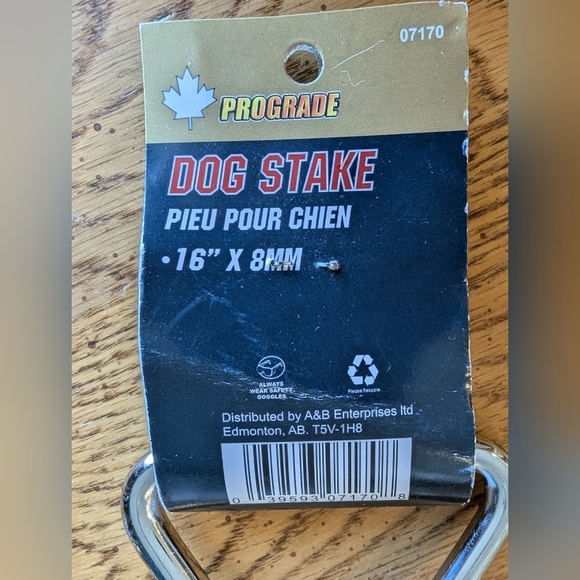 07170
PROGRADE
DOG STAKE
PIEU POUR CHIEN
• 16" X 8MM
ALWAYS
WEAR SAFETY
GOGGLES
Please Recycle
Distributed by A&B Enterprises ltd
Edmonton, AB. T5V-1H8
0 39593 07170 8